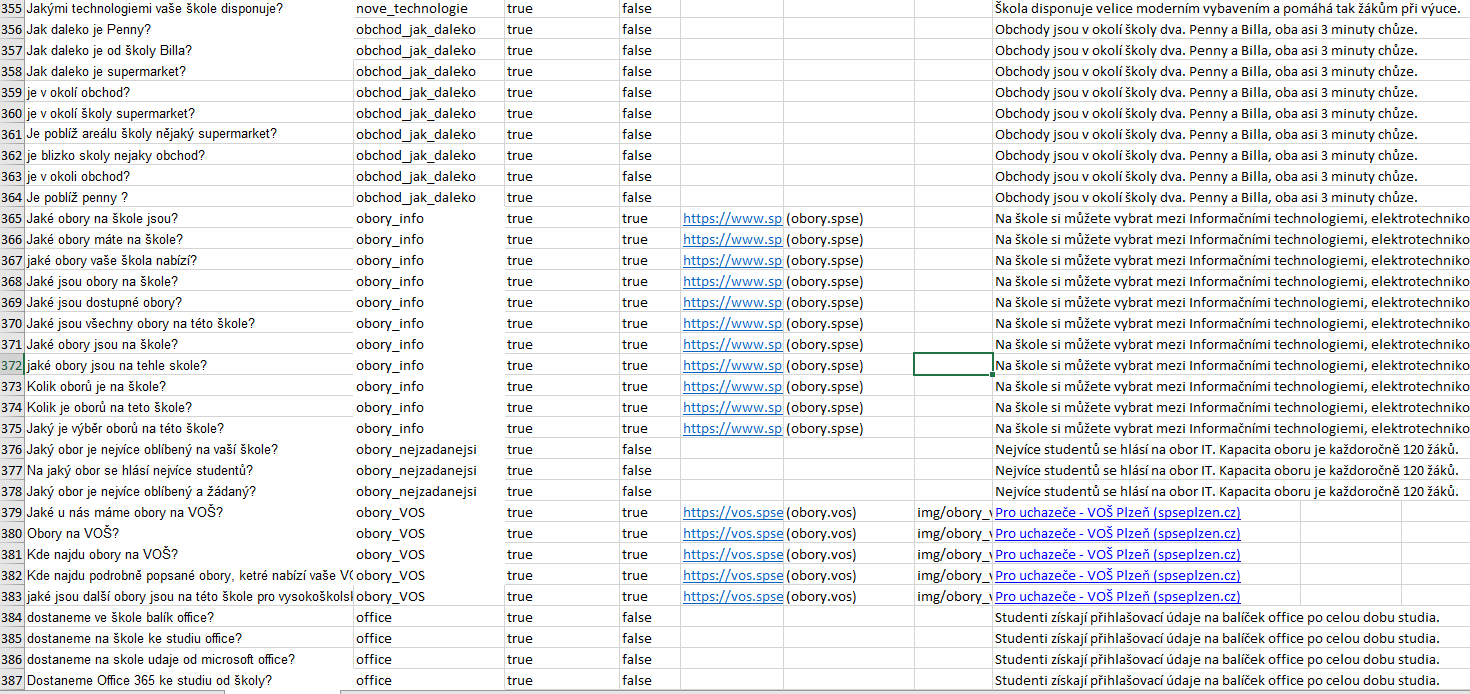 355 Jakými technologiemi vaše škole disponuje? nove_technologie true false Škola disponuje velice moderním vybavením a pomáhá tak žákům při výuce.
356 Jak daleko je Penny? obchod_jak_daleko true false Obchody jsou v okolí školy dva. Penny a Billa, oba asi 3 minuty chůze.
357 Jak daleko je od školy Billa? obchod_jak_daleko true false Obchody jsou v okolí školy dva. Penny a Billa, oba asi 3 minuty chůze.
358 Jak daleko je supermarket? obchod_jak_daleko true false Obchody jsou v okolí školy dva. Penny a Billa, oba asi 3 minuty chůze.
359 je v okolí obchod? obchod_jak_daleko true false Obchody jsou v okolí školy dva. Penny a Billa, oba asi 3 minuty chůze.
360 je v okolí školy supermarket? obchod_jak_daleko true false Obchody jsou v okolí školy dva. Penny a Billa, oba asi 3 minuty chůze.
361 Je poblíž areálu školy nějaký supermarket? obchod_jak_daleko true false Obchody jsou v okolí školy dva. Penny a Billa, oba asi 3 minuty chůze.
362 je blizko skoly nejaky obchod? obchod_jak_daleko true false Obchody jsou v okolí školy dva. Penny a Billa, oba asi 3 minuty chůze.
363 je v okoli obchod? obchod_jak_daleko true false Obchody jsou v okolí školy dva. Penny a Billa, oba asi 3 minuty chůze.
364 Je poblíž penny ? obchod_jak_daleko true false Obchody jsou v okolí školy dva. Penny a Billa, oba asi 3 minuty chůze.
365 Jaké obory na škole jsou? obory_info true true https://www.sp (obory.spse) Na škole si můžete vybrat mezi Informačními technologiemi, elektrotechniko
366 Jaké obory máte na škole? obory_info true true https://www.sp (obory.spse) Na škole si můžete vybrat mezi Informačními technologiemi, elektrotechniko
367 jaké obory vaše škola nabízí? obory_info true true https://www.sp (obory.spse) Na škole si můžete vybrat mezi Informačními technologiemi, elektrotechniko
368 Jaké jsou obory na škole? obory_info true true https://www.sp (obory.spse) Na škole si můžete vybrat mezi Informačními technologiemi, elektrotechniko
369 Jaké jsou dostupné obory? obory_info true true https://www.sp (obory.spse) Na škole si můžete vybrat mezi Informačními technologiemi, elektrotechniko
370 Jaké jsou všechny obory na této škole? obory_info true true https://www.sp (obory.spse) Na škole si můžete vybrat mezi Informačními technologiemi, elektrotechniko
371 Jaké obory jsou na škole? obory_info true true https://www.sp (obory.spse) Na škole si můžete vybrat mezi Informačními technologiemi, elektrotechniko
372 jaké obory jsou na tehle skole? obory_info true true https://www.sp (obory.spse) Na škole si můžete vybrat mezi Informačními technologiemi, elektrotechniko
373 Kolik oborů je na škole? obory_info true true https://www.sp (obory.spse) Na škole si můžete vybrat mezi Informačními technologiemi, elektrotechniko
374 Kolik je oborů na teto škole? obory_info true true https://www.sp (obory.spse) Na škole si můžete vybrat mezi Informačními technologiemi, elektrotechniko
375 Jaký je výběr oborů na této škole? obory_info true true https://www.sp (obory.spse) Na škole si můžete vybrat mezi Informačními technologiemi, elektrotechniko
376 Jaký obor je nejvíce oblíbený na vaší škole? obory_nejzadanejsi true false Nejvíce studentů se hlásí na obor IT. Kapacita oboru je každoročně 120 žáků.
377 Na jaký obor se hlásí nejvíce studentů? obory_nejzadanejsi true false Nejvíce studentů se hlásí na obor IT. Kapacita oboru je každoročně 120 žáků.
378 Jaký obor je nejvíce oblíbený a žádaný? obory_nejzadanejsi true false Nejvíce studentů se hlásí na obor IT. Kapacita oboru je každoročně 120 žáků.
379 Jaké u nás máme obory na VOŠ? obory_VOS true true https://vos.spse (obory.vos) img/obory_v Pro uchazeče - VOŠ Plzeň (spseplzen.cz)
380 Obory na VOŠ? obory_VOS true true https://vos.spse (obory.vos) img/obory_v Pro uchazeče - VOŠ Plzeň (spseplzen.cz)
381 Kde najdu obory na VOŠ? obory_VOS true true https://vos.spse (obory.vos) img/obory_v Pro uchazeče - VOŠ Plzeň (spseplzen.cz)
382 Kde najdu podrobně popsané obory, ketré nabízí vaše VO obory_VOS true true https://vos.spse (obory.vos) img/obory_v Pro uchazeče - VOŠ Plzeň (spseplzen.cz)
383 jaké jsou další obory jsou na této škole pro vysokoškolsk obory_VOS true true https://vos.spse (obory.vos) img/obory_v Pro uchazeče - VOŠ Plzeň (spseplzen.cz)
384 dostaneme ve škole balík office? office true false Studenti získají přihlašovací údaje na balíček office po celou dobu studia.
385 dostaneme na škole ke studiu office? office true false Studenti získají přihlašovací údaje na balíček office po celou dobu studia.
386 dostaneme na skole udaje od microsoft office? office true false Studenti získají přihlašovací údaje na balíček office po celou dobu studia.
387 Dostaneme Office 365 ke studiu od školy? office true false Studenti získají přihlašovací údaje na balíček office po celou dobu studia.